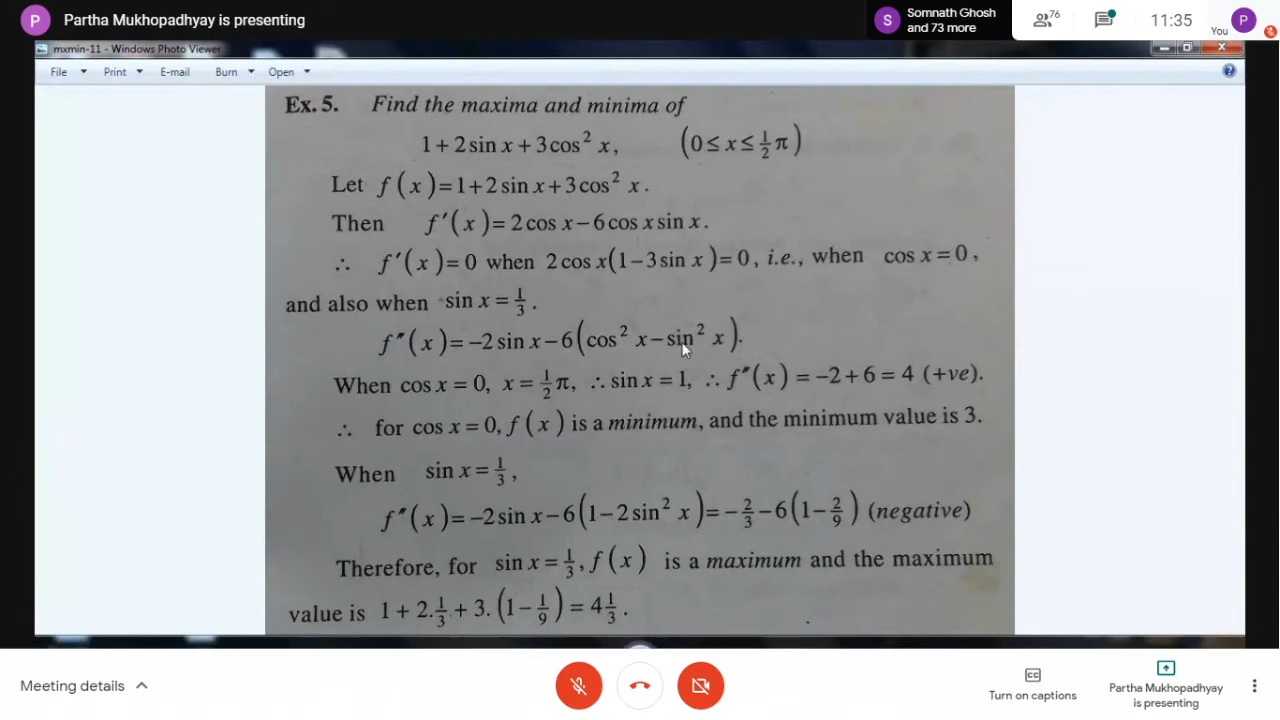 P Partha Mukhopadhyay is presenting
S Somnath Ghosh and 73 more
76
11:35
You P
mxmin-11 - Windows Photo Viewer
File Print E-mail Burn Open
Ex. 5. Find the maxima and minima of
1 + 2 sin x + 3 cos² x, (0 ≤ x ≤ ½ π)
Let f(x) = 1 + 2 sin x + 3 cos² x.
Then f′(x) = 2 cos x − 6 cos x sin x.
∴ f′(x) = 0 when 2 cos x(1 − 3 sin x) = 0, i.e., when cos x = 0,
and also when sin x = 1/3.
f″(x) = −2 sin x − 6(cos² x − sin² x).
When cos x = 0, x = ½ π, ∴ sin x = 1, ∴ f″(x) = −2 + 6 = 4 (+ve).
∴ for cos x = 0, f(x) is a minimum, and the minimum value is 3.
When sin x = 1/3,
f″(x) = −2 sin x − 6(1 − 2 sin² x) = −2/3 − 6(1 − 2/9) (negative)
Therefore, for sin x = 1/3, f(x) is a maximum and the maximum
value is 1 + 2.1/3 + 3.(1 − 1/9) = 4 1/3.
Meeting details
CC
Turn on captions
Partha Mukhopadhyay
is presenting